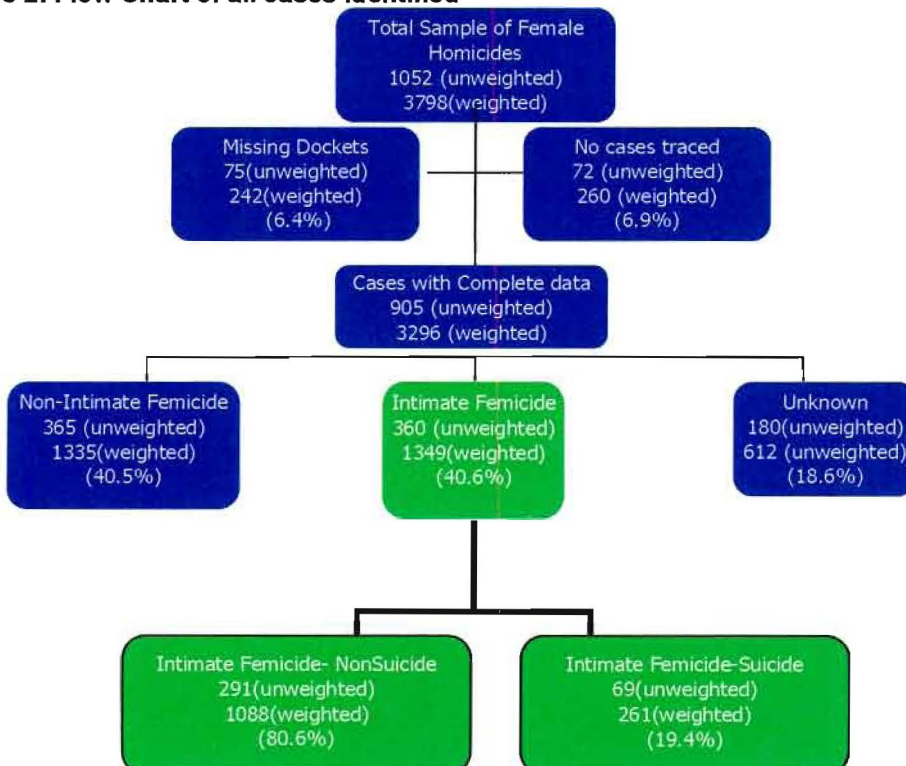 Total Sample of Female
Homicides
1052 (unweighted)
3798(weighted)
Missing Dockets
75(unweighted)
242(weighted)
(6.4%)
No cases traced
72 (unweighted)
260 (weighted)
(6.9%)
Cases with Complete data
905 (unweighted)
3296 (weighted)
Non-Intimate Femicide
365 (unweighted)
1335(weighted)
(40.5%)
Intimate Femicide
360 (unweighted)
1349(weighted)
(40.6%)
Unknown
180(unweighted)
612 (unweighted)
(18.6%)
Intimate Femicide- NonSuicide
291(unweighted)
1088(weighted)
(80.6%)
Intimate Femicide-Suicide
69(unweighted)
261(weighted)
(19.4%)